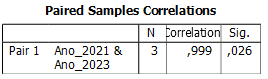 Paired Samples Correlations
N Correlation Sig.
Pair 1 Ano_2021 & 3 ,999 ,026
Ano_2023